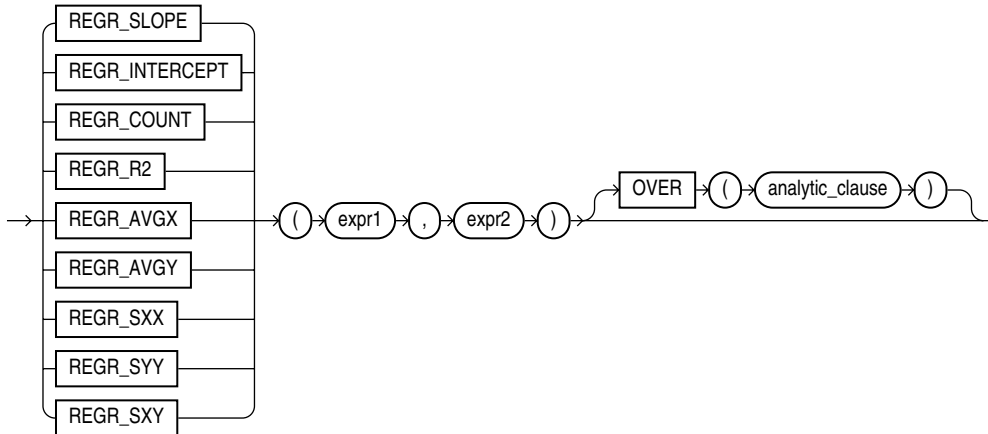 REGR_SLOPE
REGR_INTERCEPT
REGR_COUNT
REGR_R2
OVER ( analytic_clause )
REGR_AVGX ( expr1 , expr2 )
REGR_AVGY
REGR_SXX
REGR_SYY
REGR_SXY